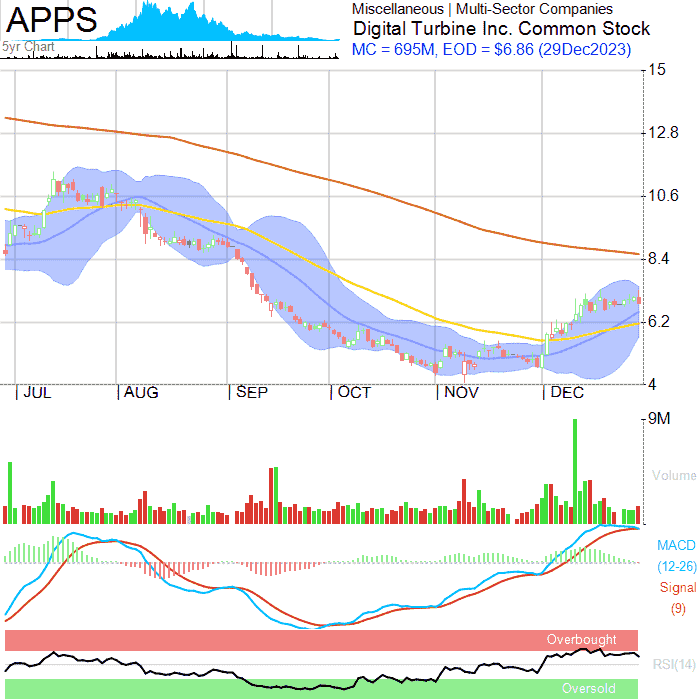 APPS
5yr Chart
Miscellaneous | Multi-Sector Companies
Digital Turbine Inc. Common Stock
MC = 695M, EOD = $6.86 (29Dec2023)
15
12.8
10.6
8.4
6.2
4
JUL AUG SEP OCT NOV DEC
9M
Volume
MACD
(12-26)
Signal
(9)
Overbought
RSI(14)
Oversold